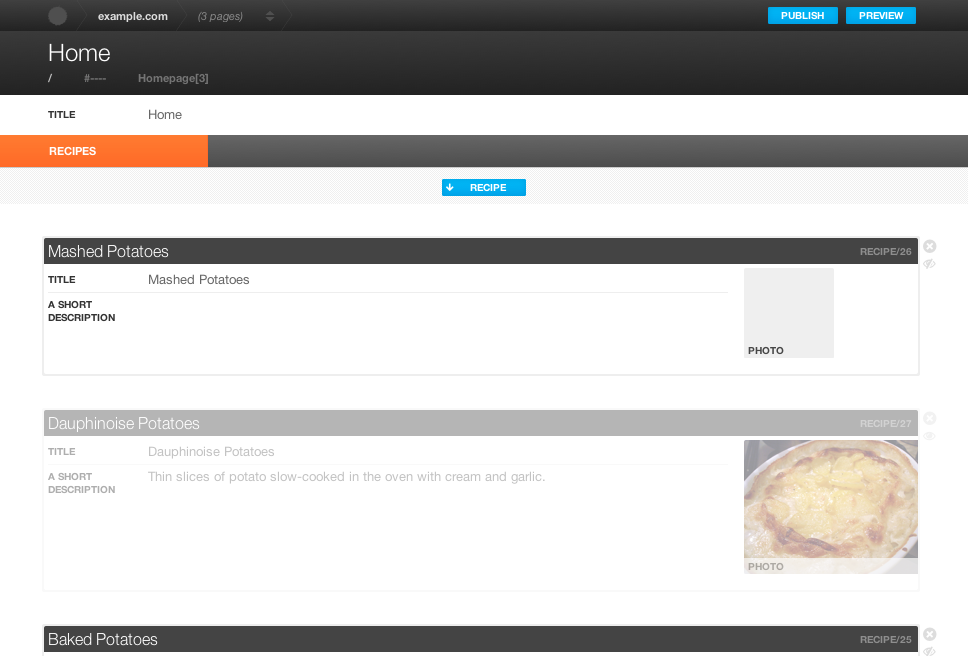 example.com (3 pages) PUBLISH PREVIEW
Home
/ #---- Homepage[3]
TITLE Home
RECIPES
RECIPE
Mashed Potatoes RECIPE/26
TITLE Mashed Potatoes
A SHORT
DESCRIPTION
PHOTO
Dauphinoise Potatoes RECIPE/27
TITLE Dauphinoise Potatoes
A SHORT Thin slices of potato slow-cooked in the oven with cream and garlic.
DESCRIPTION
PHOTO
Baked Potatoes RECIPE/25